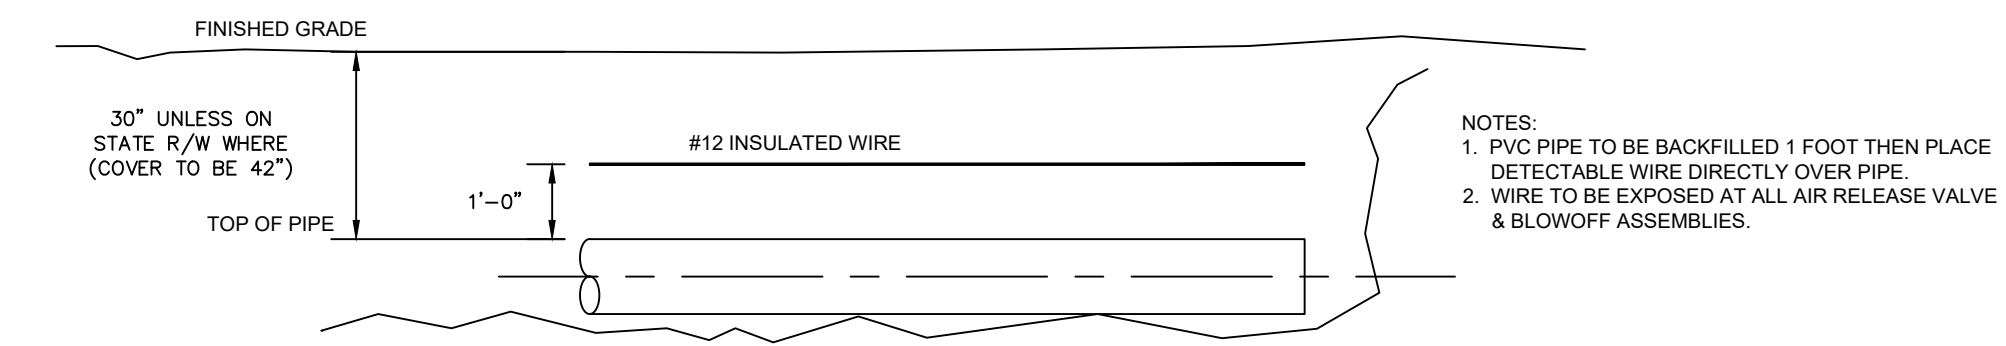 FINISHED GRADE
30" UNLESS ON
STATE R/W WHERE
(COVER TO BE 42")
#12 INSULATED WIRE
1'-0"
TOP OF PIPE
NOTES:
1. PVC PIPE TO BE BACKFILLED 1 FOOT THEN PLACE
DETECTABLE WIRE DIRECTLY OVER PIPE.
2. WIRE TO BE EXPOSED AT ALL AIR RELEASE VALVE
& BLOWOFF ASSEMBLIES.